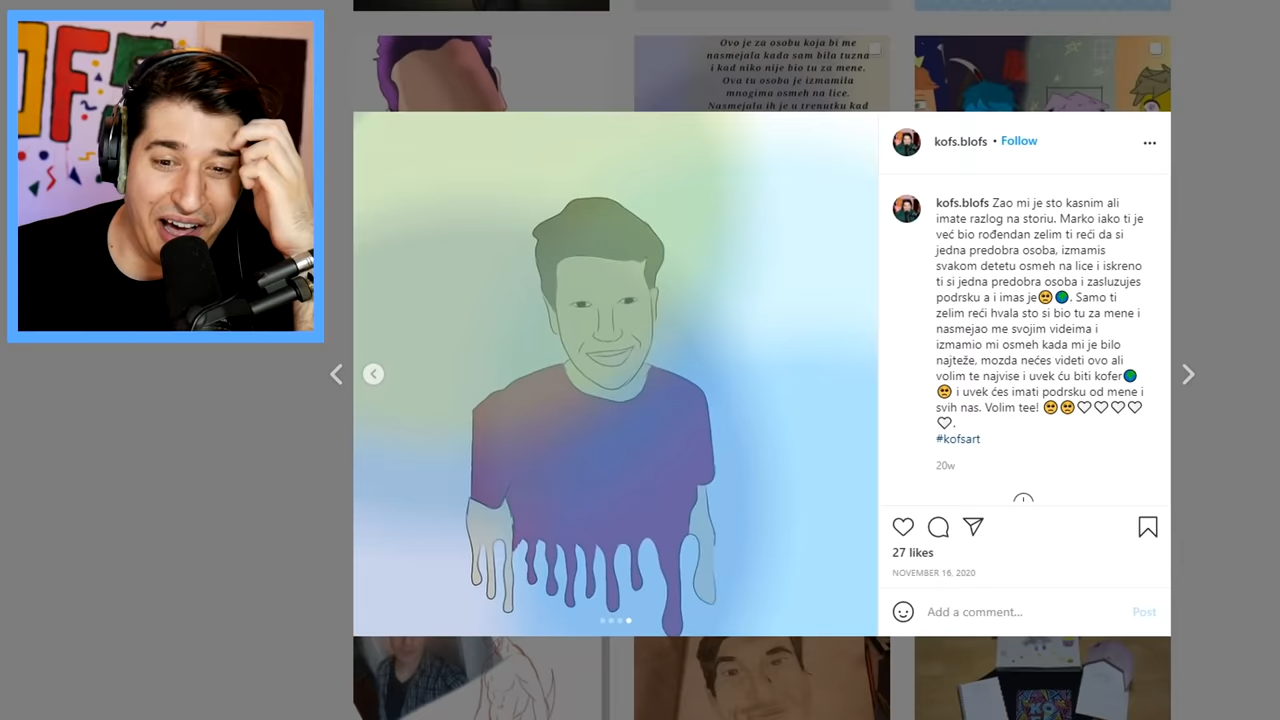 OFS
Ovo je za osobu koja bi me
nasmejala kada sam bila tuzna
i kad niko nije bio tu za mene.
Ova tu osoba je izmamila
mnogima osmeh na lice.
Nasmejala ih je u trenutku kad
kofs.blofs • Follow
kofs.blofs Zao mi je sto kasnim ali
imate razlog na storiu. Marko iako ti je
već bio rođendan zelim ti reći da si
jedna predobra osoba, izmamis
svakom detetu osmeh na lice i iskreno
ti si jedna predobra osoba i zasluzujes
podrsku a i imas je🥺🌍. Samo ti
zelim reći hvala sto si bio tu za mene i
nasmejao me svojim videima i
izmamio mi osmeh kada mi je bilo
najteže, mozda nećes videti ovo ali
volim te najvise i uvek ću biti kofer🌍
🥺 i uvek ćes imati podrsku od mene i
svih nas. Volim tee! 🥺🥺♡♡♡♡
♡.
#kofsart
20w
27 likes
NOVEMBER 16, 2020
Add a comment... Post